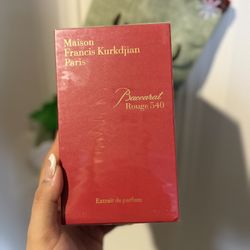 Maison
Francis Kurkdjian
Paris
Baccarat
Rouge 540
Extrait de parfum